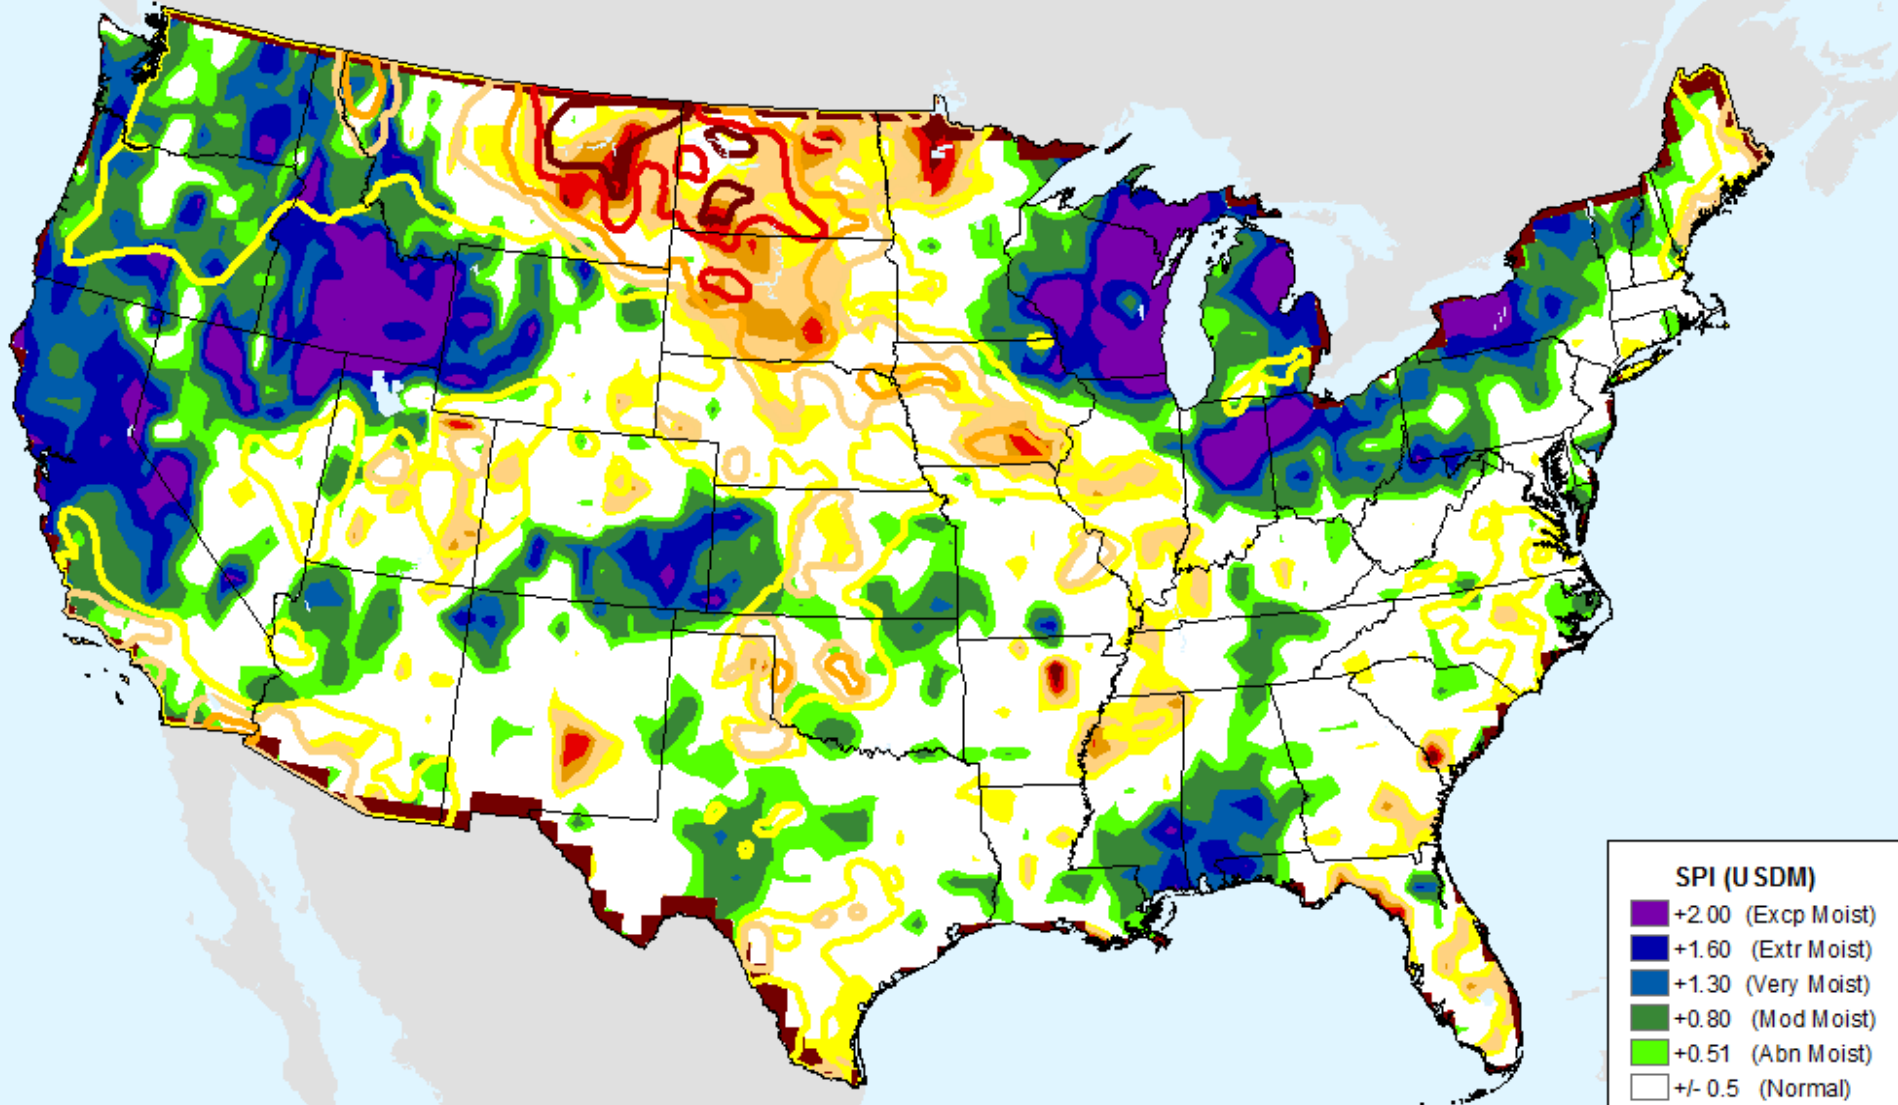 SPI (USDM)
+2.00 (Excp Moist)
+1.60 (Extr Moist)
+1.30 (Very Moist)
+0.80 (Mod Moist)
+0.51 (Abn Moist)
+/- 0.5 (Normal)